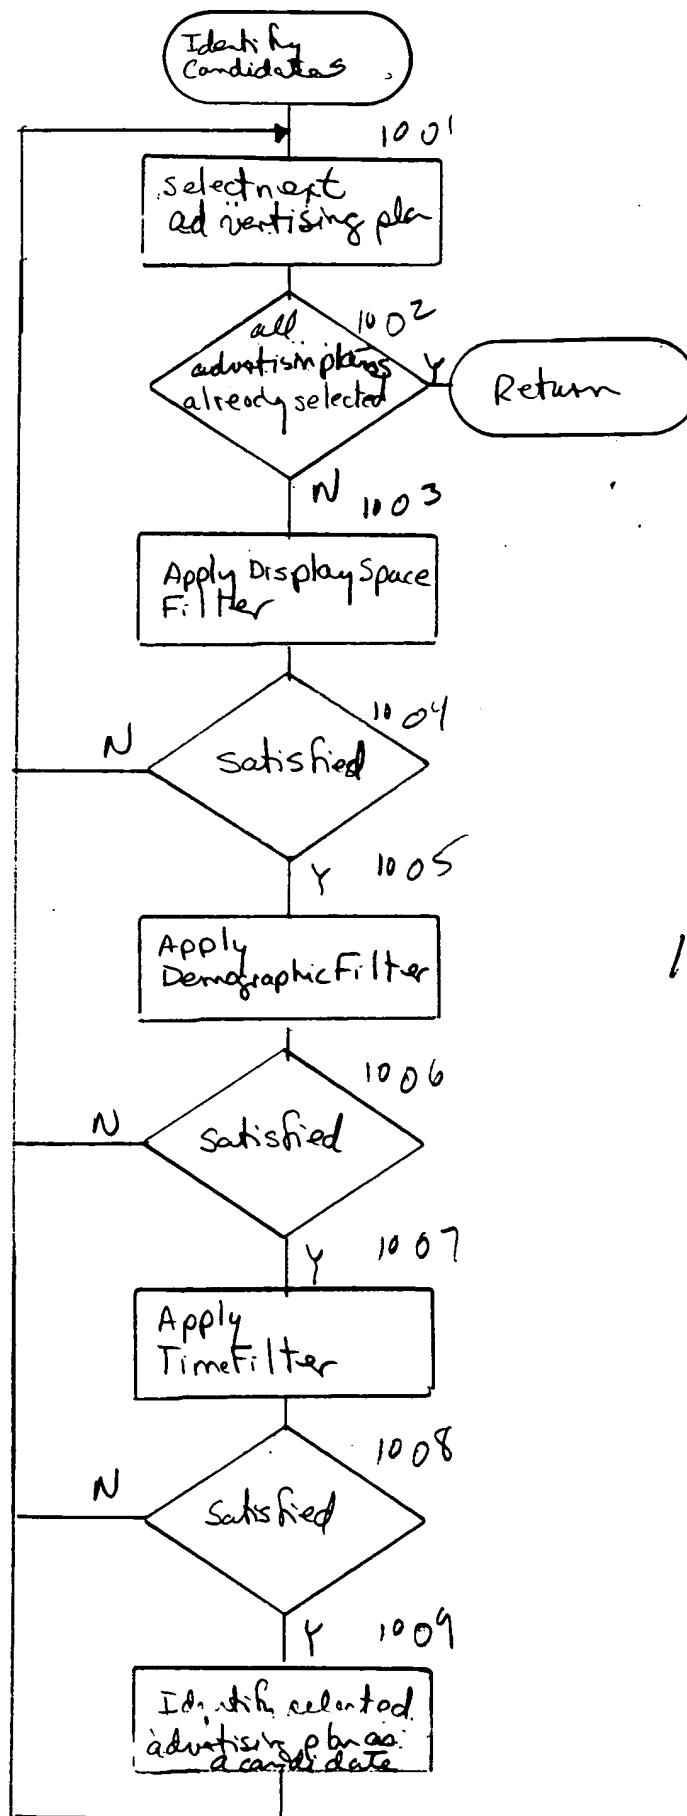 Identify
Candidates
1001
Select next
advertising plan
1002
all
advertisin plans
already selected
Y
Return
N
1003
Apply Display Space
Filter
1004
N
Satisfied
Y
1005
Apply
Demographic Filter
1006
N
Satisfied
Y
1007
Apply
Time Filter
1008
N
Satisfied
Y
1009
Identify selected
advertising plan as
a candidate